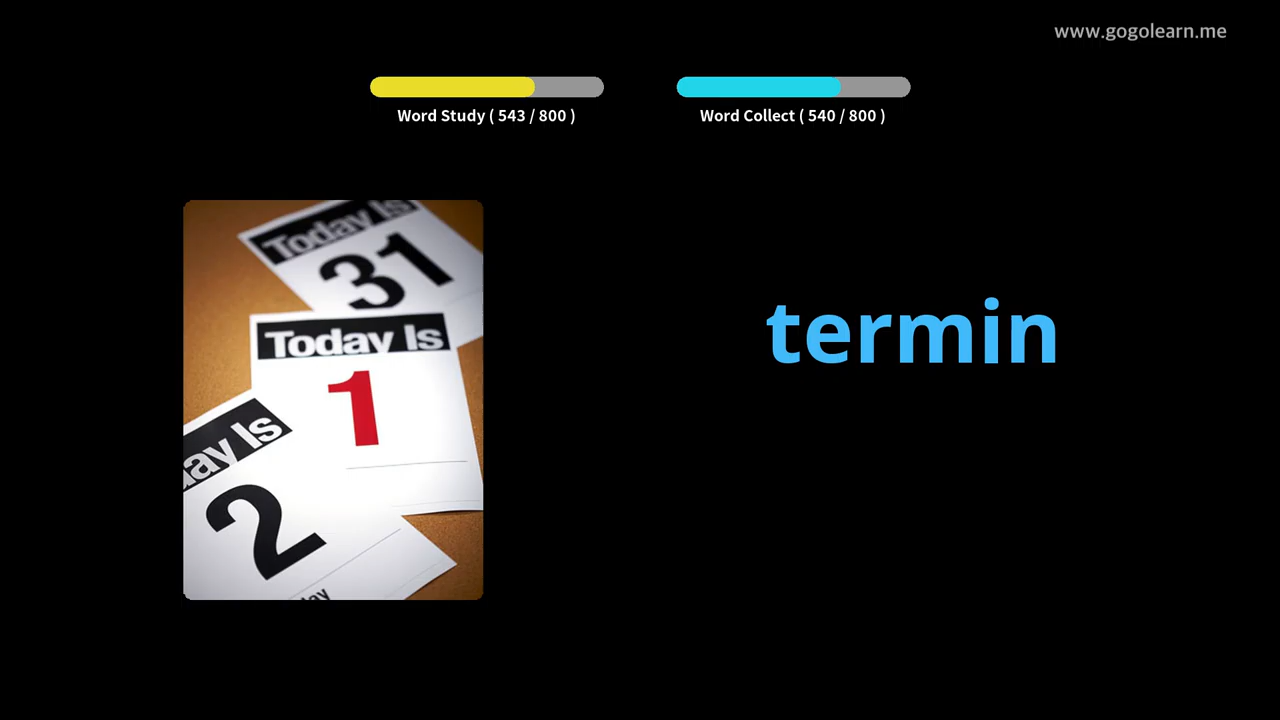 www.gogolearn.me
Word Study ( 543 / 800 )
Word Collect ( 540 / 800 )
Today Is
31
Today Is
1
ay Is
2
ay
termin